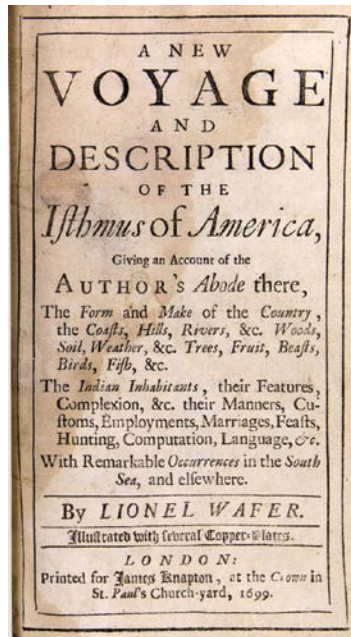 A NEW
VOYAGE
AND
DESCRIPTION
OF THE
Iſthmus of America,
Giving an Account of the
AUTHOR's Abode there,
The Form and Make of the Country,
the Coaſts, Hills, Rivers, &c. Woods,
Soil, Weather, &c. Trees, Fruit, Beaſts,
Birds, Fiſh, &c.
The Indian Inhabitants, their Features,
Complexion, &c. their Manners, Cu-
ſtoms, Employments, Marriages, Feaſts,
Hunting, Computation, Language, &c.
With Remarkable Occurrences in the South
Sea, and elſewhere.
By LIONEL WAFER.
Illuſtrated with ſeveral Copper-Plates.
LONDON:
Printed for James Knapton, at the Crown in
St. Paul's Church-yard, 1699.